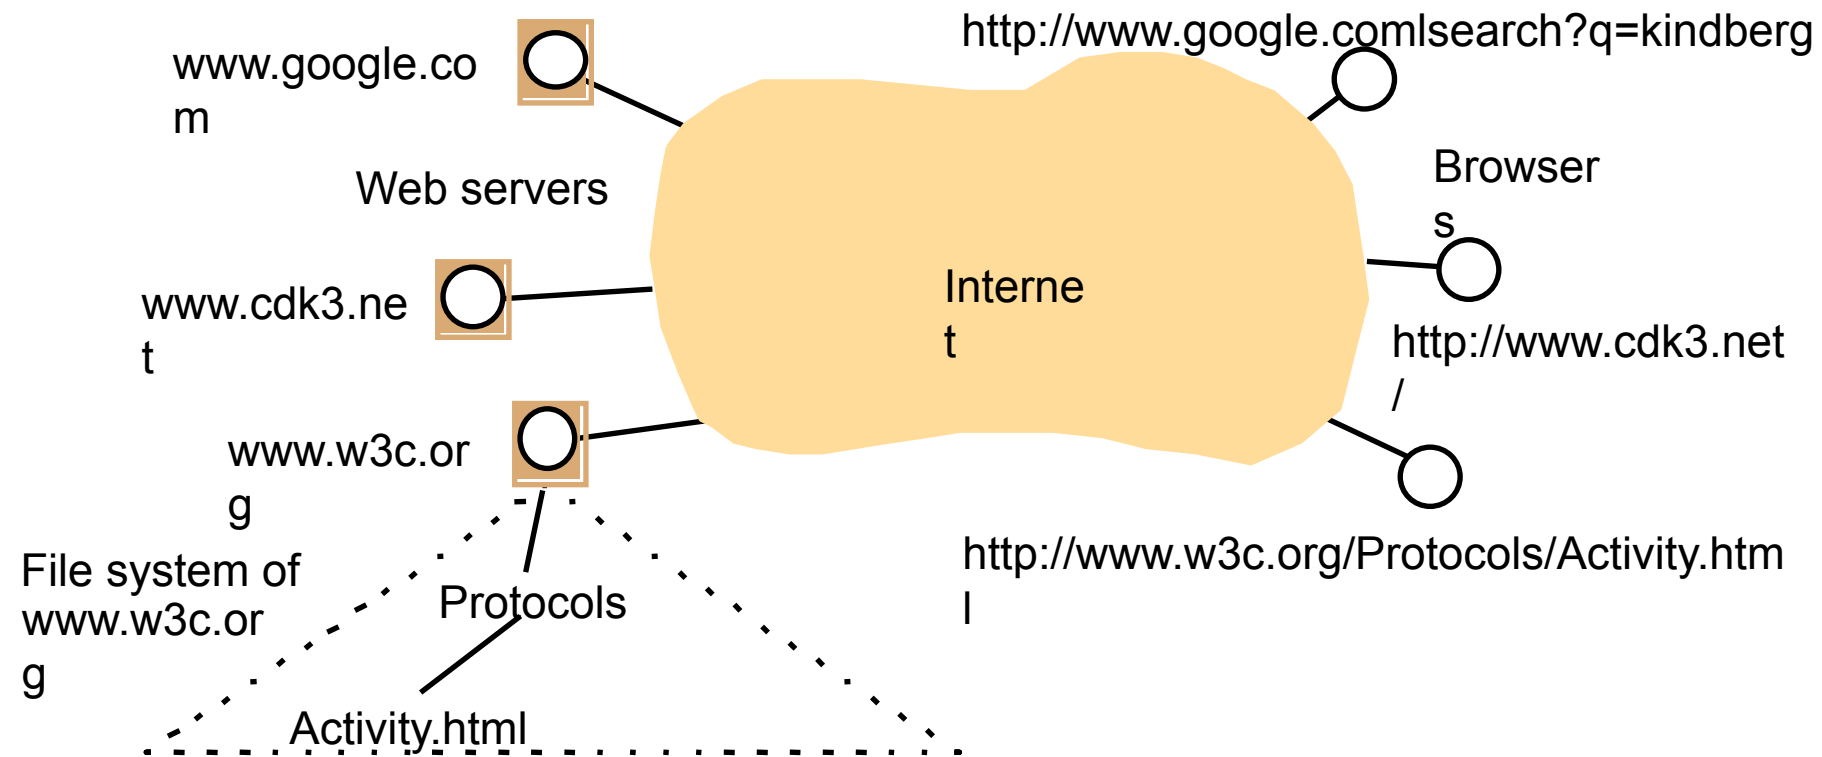 http://www.google.comlsearch?q=kindberg
www.google.co
m
Browser
s
Web servers
Interne
t
www.cdk3.ne
t
http://www.cdk3.net
/
www.w3c.or
g
http://www.w3c.org/Protocols/Activity.htm
l
File system of
www.w3c.or
g
Protocols
Activity.html